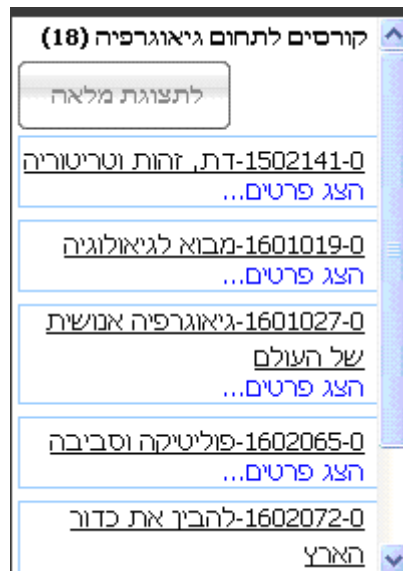 קורסים לתחום גיאוגרפיה (18)
לתצוגת מלאה
1502141-0-דת, זהות וטריטוריה
הצג פרטים...
1601019-0-מבוא לגיאולוגיה
הצג פרטים...
1601027-0-גיאוגרפיה אנושית
של העולם
הצג פרטים...
1602065-0-פוליטיקה וסביבה
הצג פרטים...
1602072-0-להבין את כדור
הארץ